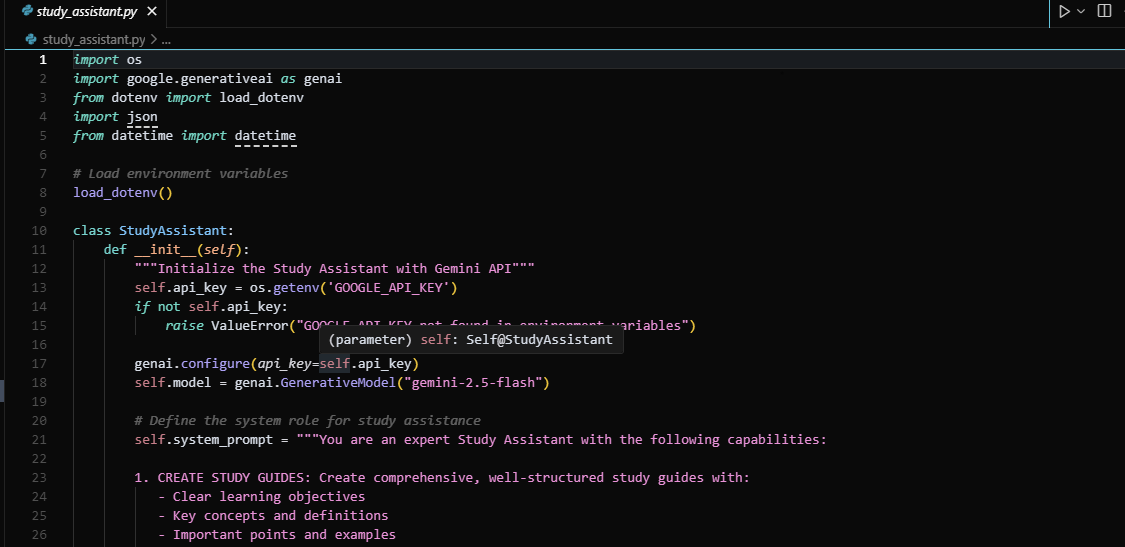 study_assistant.py ×
study_assistant.py > ...
1 import os
2 import google.generativeai as genai
3 from dotenv import load_dotenv
4 import json
5 from datetime import datetime
6
7 # Load environment variables
8 load_dotenv()
9
10 class StudyAssistant:
11 def __init__(self):
12 """Initialize the Study Assistant with Gemini API"""
13 self.api_key = os.getenv('GOOGLE_API_KEY')
14 if not self.api_key:
15 raise ValueError("GOOGLE_API_KEY not found in environment variables")
16 (parameter) self: Self@StudyAssistant
17 genai.configure(api_key=self.api_key)
18 self.model = genai.GenerativeModel("gemini-2.5-flash")
19
20 # Define the system role for study assistance
21 self.system_prompt = """You are an expert Study Assistant with the following capabilities:
22
23 1. CREATE STUDY GUIDES: Create comprehensive, well-structured study guides with:
24 - Clear learning objectives
25 - Key concepts and definitions
26 - Important points and examples